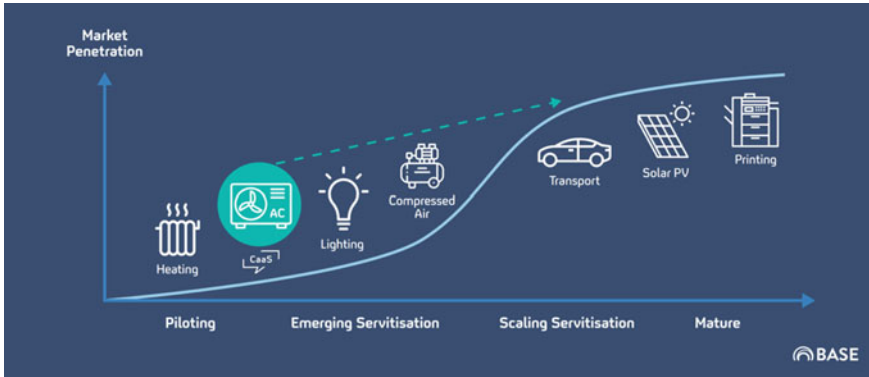 Market
Penetration
Heating
AC
CaaS
Lighting
Compressed
Air
Transport
Solar PV
Printing
Piloting
Emerging Servitisation
Scaling Servitisation
Mature
BASE